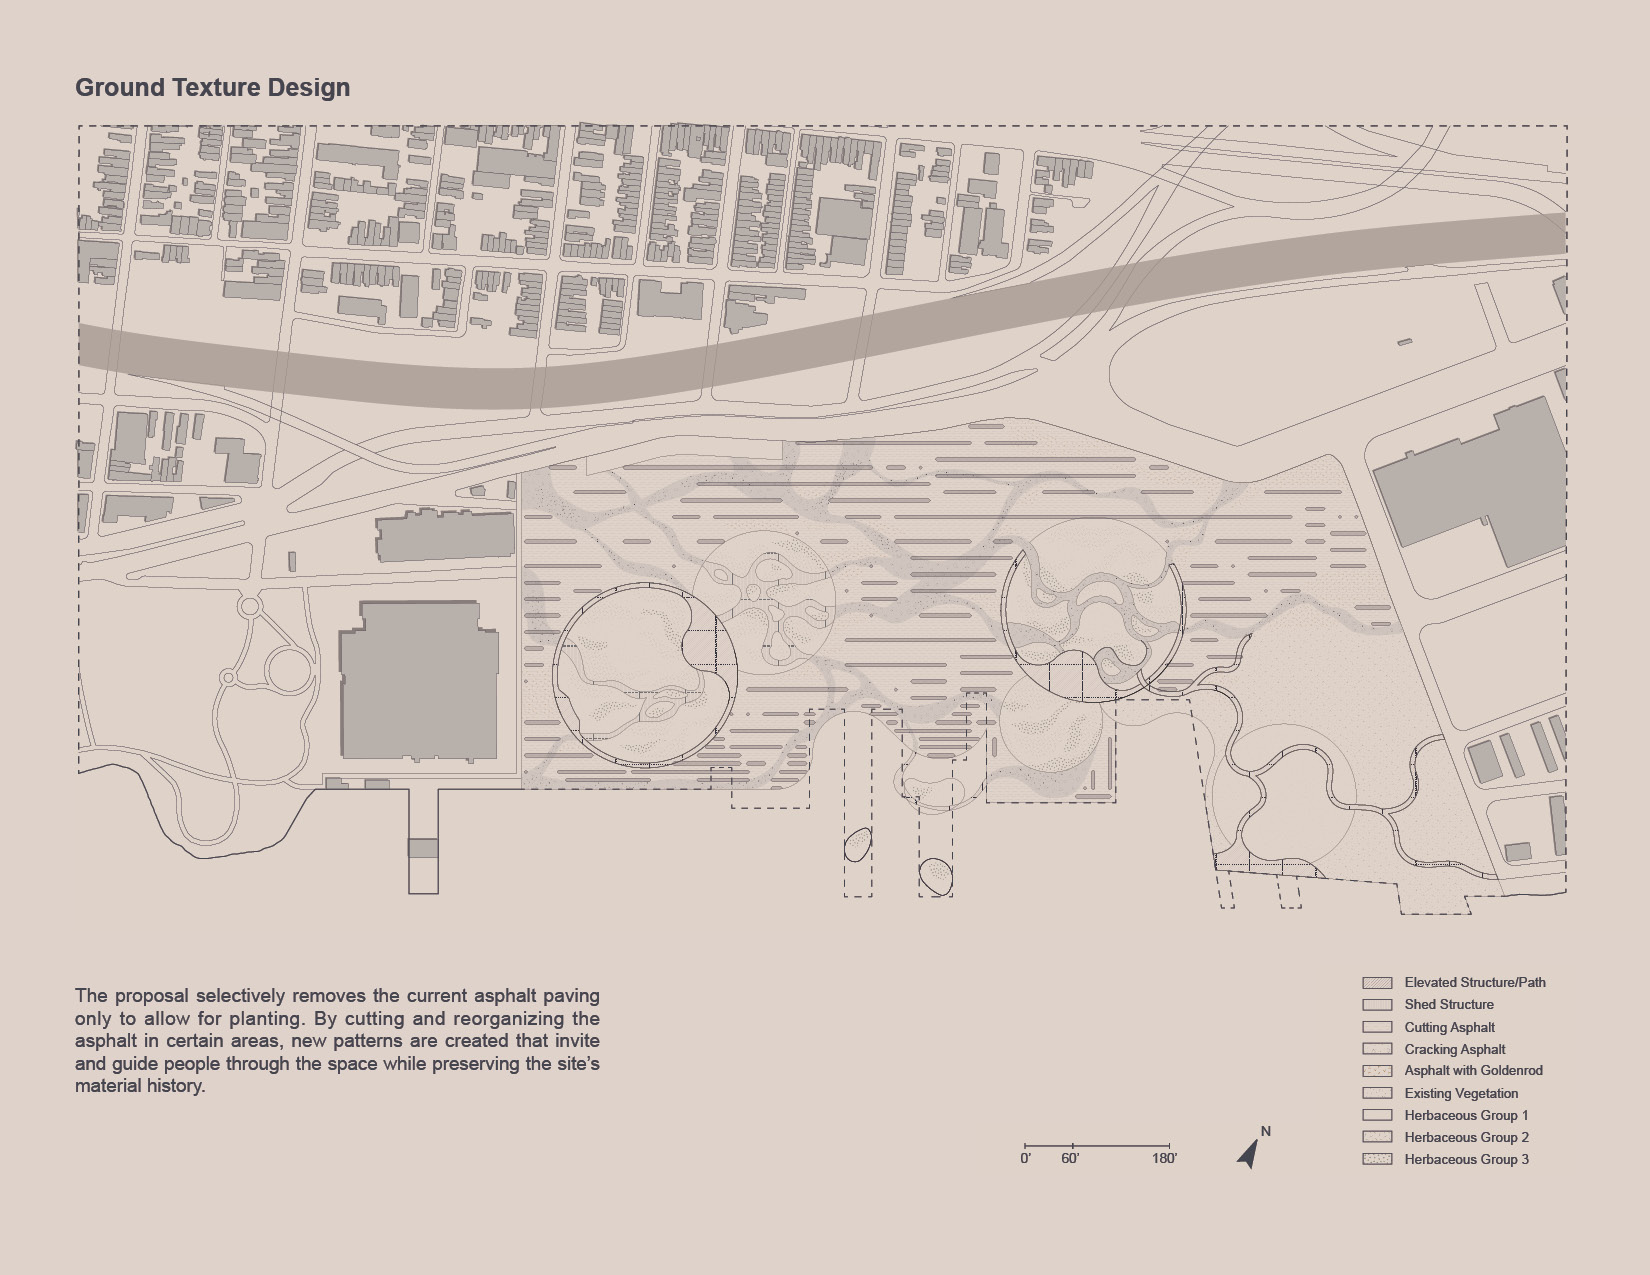 Ground Texture Design
The proposal selectively removes the current asphalt paving
only to allow for planting. By cutting and reorganizing the
asphalt in certain areas, new patterns are created that invite
and guide people through the space while preserving the site’s
material history.
Elevated Structure/Path
Shed Structure
Cutting Asphalt
Cracking Asphalt
Asphalt with Goldenrod
Existing Vegetation
Herbaceous Group 1
Herbaceous Group 2
Herbaceous Group 3
N
0’ 60’ 180’